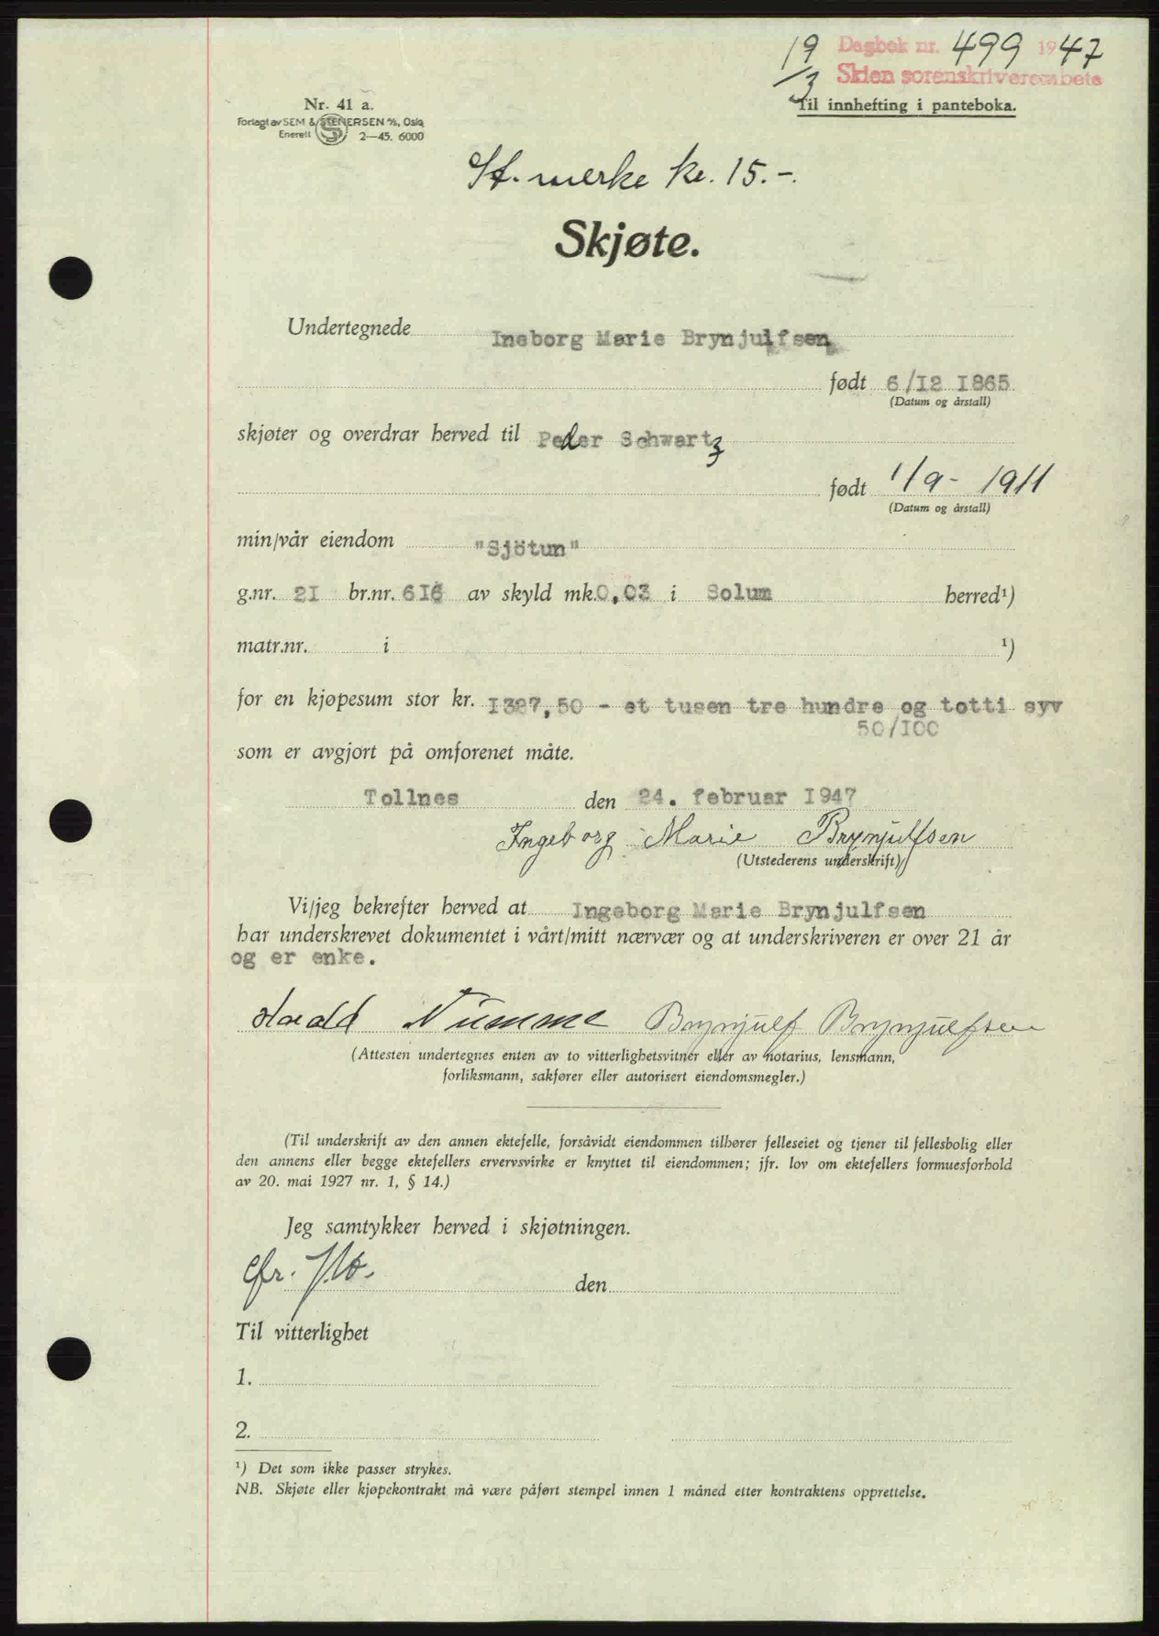 19/3 Dagbok nr. 499 1947
Skien sorenskriverembete
Til innhefting i panteboka.
Nr. 41 a.
Forlagt av SEM & STENERSEN A/S, Oslo
Enerett 2—45. 6000
St. merke kr. 15.-.
Skjøte.
Undertegnede Ineborg Marie Brynjulfsen
født 6/12 1865
(Datum og årstall)
skjøter og overdrar herved til Peder Schwartz
født 1/9 - 1911
(Datum og årstall)
min/vår eiendom "Sjötun"
g.nr. 21 br.nr. 616 av skyld mk. 0,03 i Solum herred¹)
matr.nr. i ¹)
for en kjøpesum stor kr. 1327,50 - et tusen tre hundre og totti syv
50/100
som er avgjort på omforenet måte.
Tollnes den 24. februar 1947
Ingeborg Marie Brynjulfsen
(Utstederens underskrift)
Vi/jeg bekrefter herved at Ingeborg Marie Brynjulfsen
har underskrevet dokumentet i vårt/mitt nærvær og at underskriveren er over 21 år
og er enke.
Harald Numme Brynjulf Brynjulfsen
(Attesten undertegnes enten av to vitterlighetsvitner eller av notarius, lensmann,
forliksmann, sakfører eller autorisert eiendomsmegler.)
(Til underskrift av den annen ektefelle, forsåvidt eiendommen tilhører felleseiet og tjener til fellesbolig eller
den annens eller begge ektefellers ervervsvirke er knyttet til eiendommen; jfr. lov om ektefellers formuesforhold
av 20. mai 1927 nr. 1, § 14.)
Jeg samtykker herved i skjøtningen.
den
Til vitterlighet
1.
2.
¹) Det som ikke passer strykes.
NB. Skjøte eller kjøpekontrakt må være påført stempel innen 1 måned etter kontraktens opprettelse.